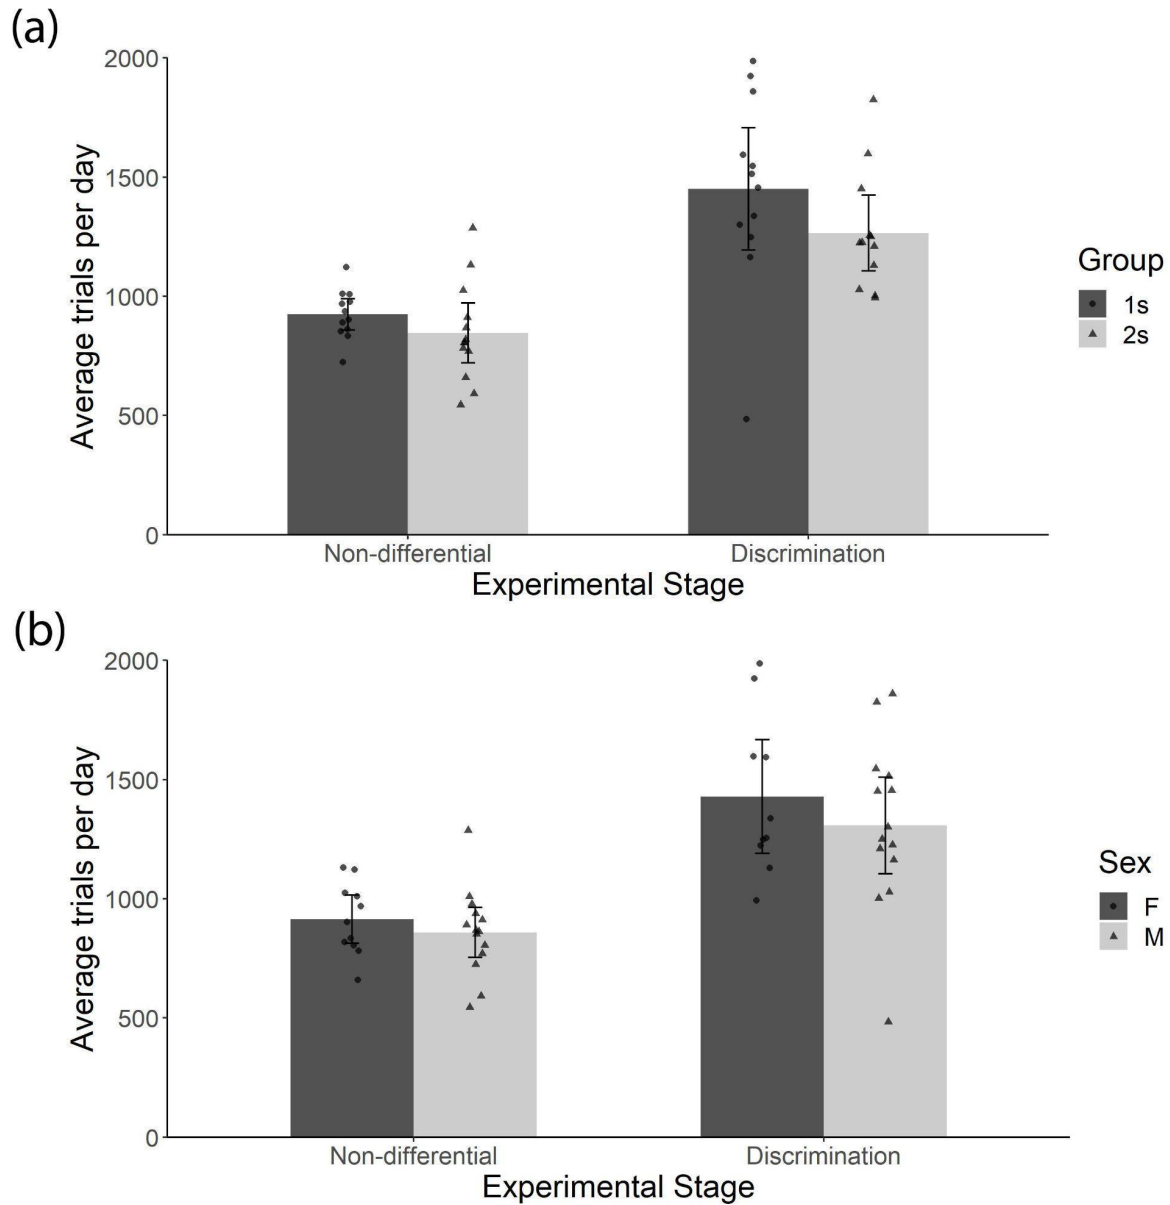 (a)
2000
1500
1000
500
0
Average trials per day
Non-differential
Discrimination
Experimental Stage
Group
1s
2s
(b)
2000
1500
1000
500
0
Average trials per day
Non-differential
Discrimination
Experimental Stage
Sex
F
M